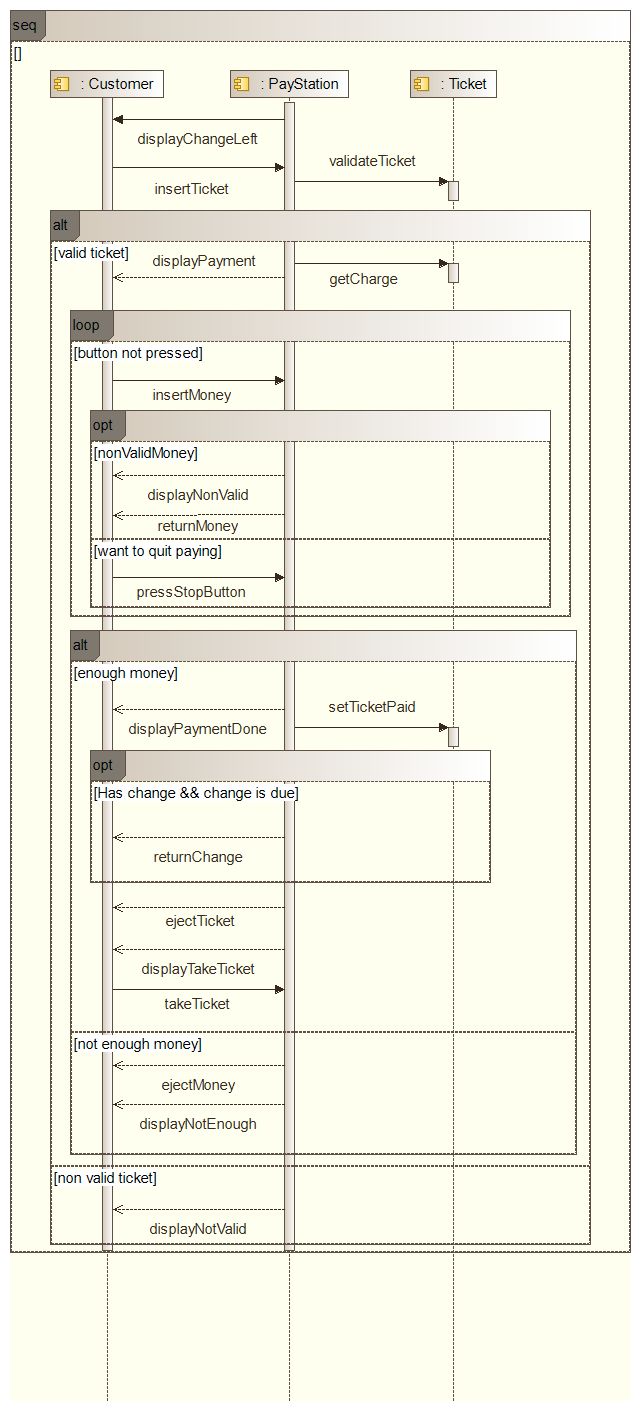 seq
[]
: Customer
: PayStation
: Ticket
displayChangeLeft
validateTicket
insertTicket
alt
[valid ticket]
displayPayment
getCharge
loop
[button not pressed]
insertMoney
opt
[nonValidMoney]
displayNonValid
returnMoney
[want to quit paying]
pressStopButton
alt
[enough money]
setTicketPaid
displayPaymentDone
opt
[Has change && change is due]
returnChange
ejectTicket
displayTakeTicket
takeTicket
[not enough money]
ejectMoney
displayNotEnough
[non valid ticket]
displayNotValid